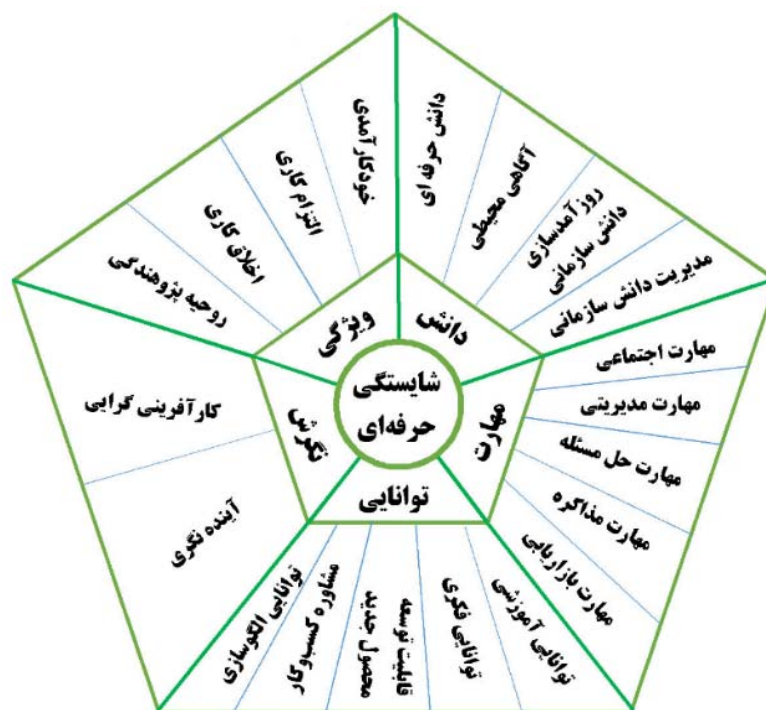 شایستگی
حرفه‌ای
دانش
دانش حرفه ای
آگاهی محیطی
روزآمدسازی
دانش سازمانی
مدیریت دانش سازمانی
مهارت
مهارت اجتماعی
مهارت مدیریتی
مهارت حل مسئله
مهارت مذاکره
مهارت بازاریابی
توانایی
توانایی آموزشی
توانایی فکری
قابلیت توسعه
محصول جدید
مشاوره کسب‌وکار
توانایی الگوسازی
نگرش
آینده نگری
کارآفرینی گرایی
ویژگی
روحیه پژوهندگی
اخلاق کاری
التزام کاری
خودکارآمدی